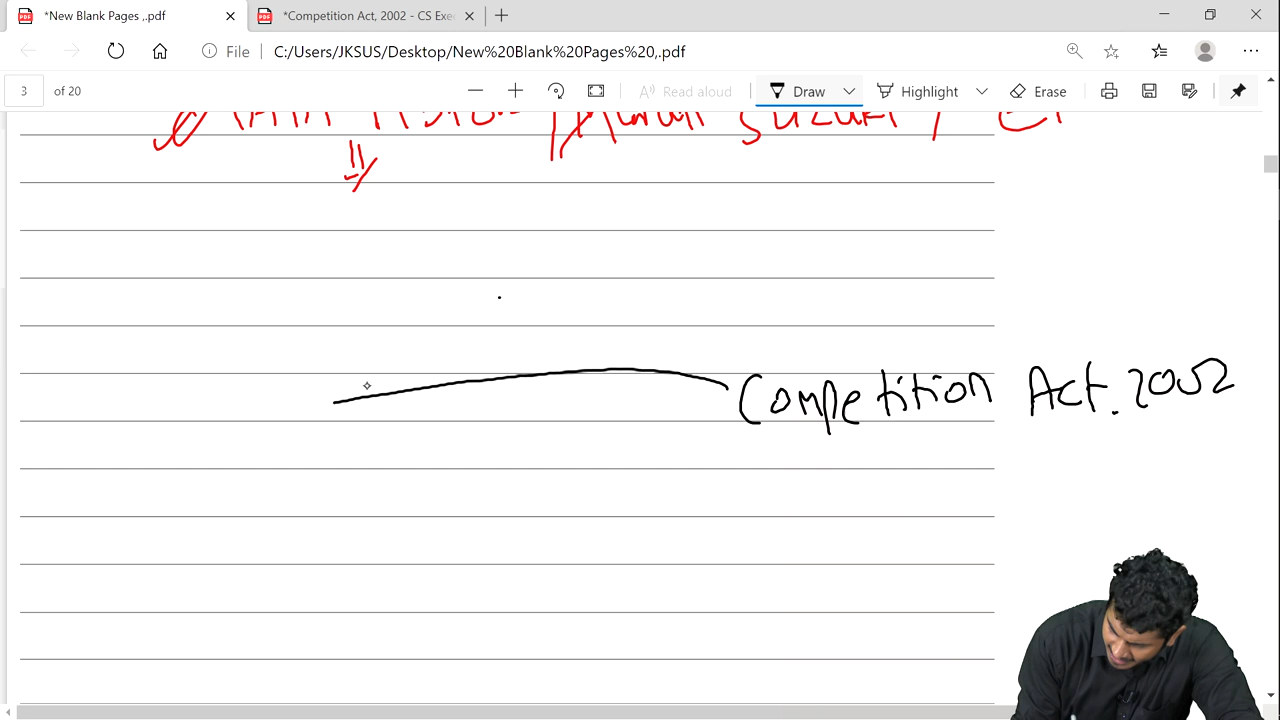 *New Blank Pages ,.pdf
*Competition Act, 2002 - CS Exec
File
C:/Users/JKSUS/Desktop/New%20Blank%20Pages%20,.pdf
3 of 20
Read aloud
Draw
Highlight
Erase
Suzuki,
Competition Act. 2002